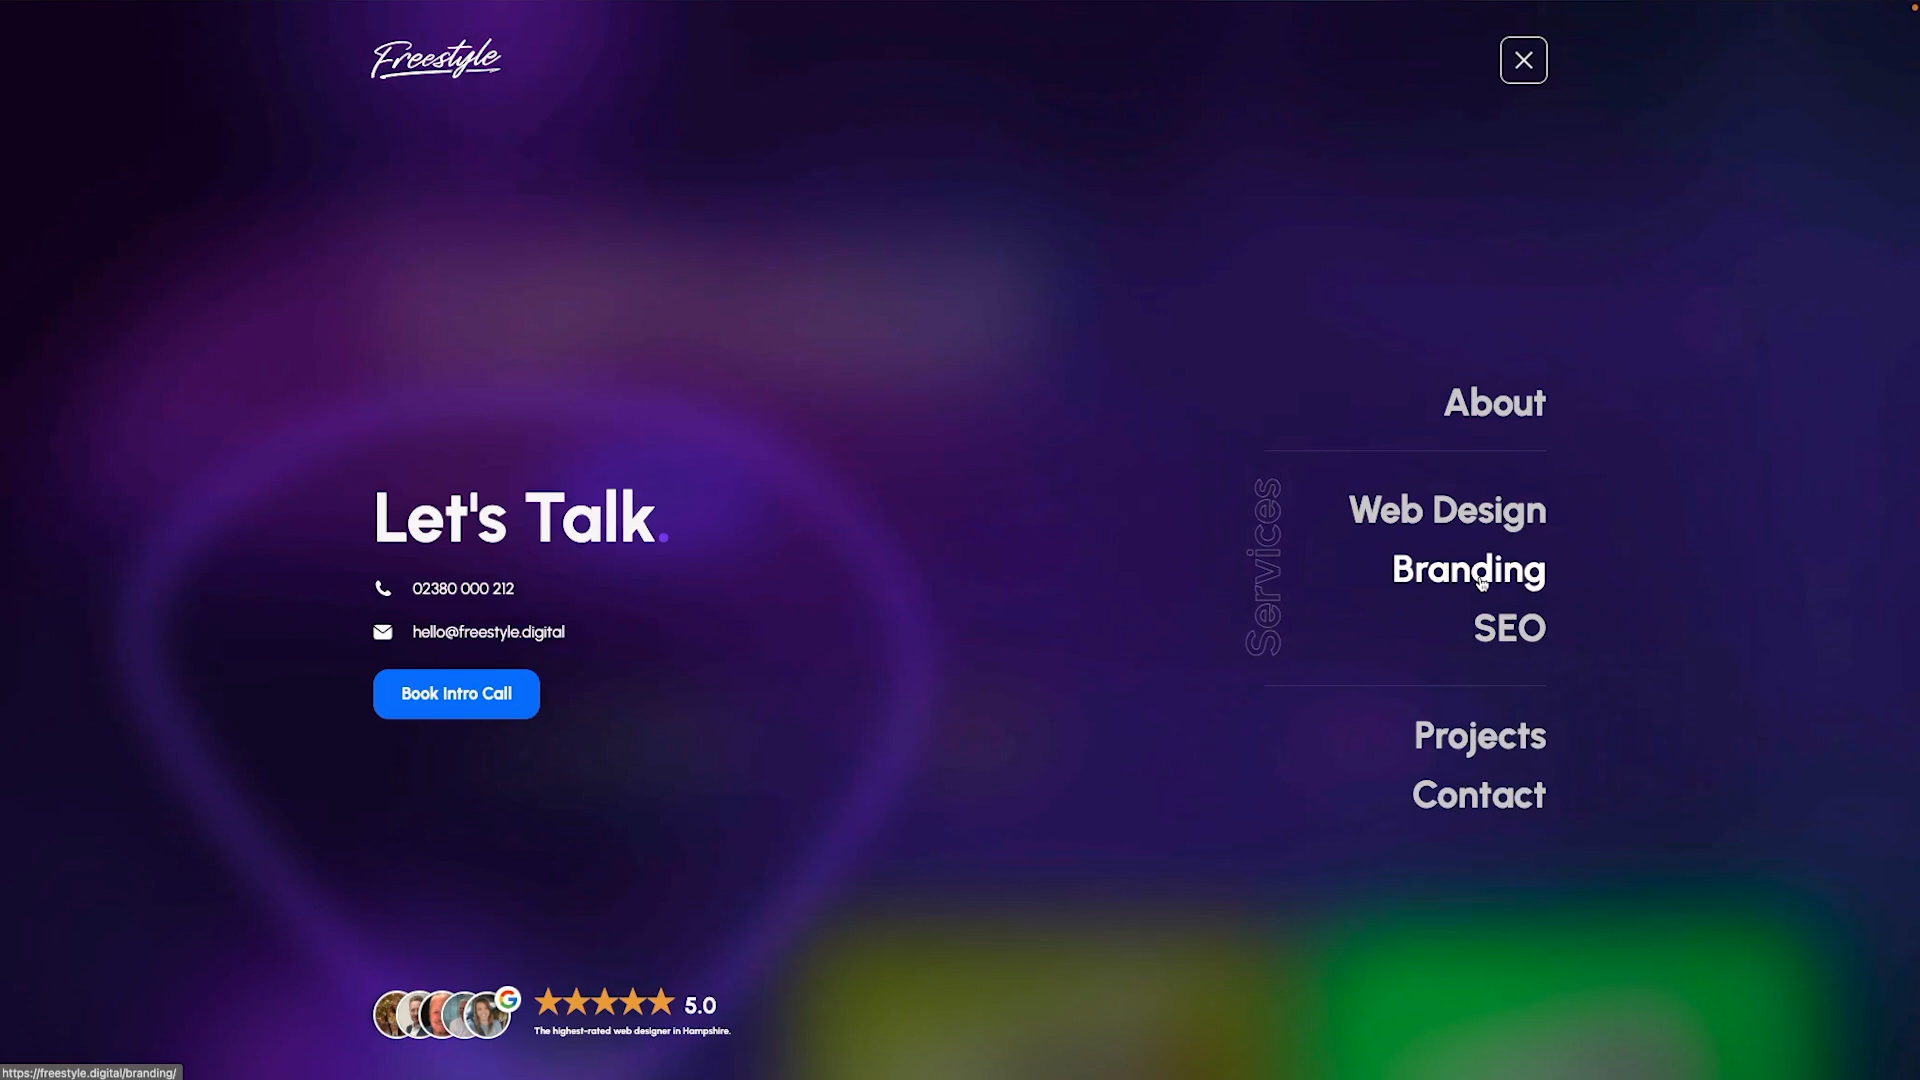 Freestyle
About
Let's Talk.
02380 000 212
hello@freestyle.digital
Book Intro Call
Services
Web Design
Branding
SEO
Projects
Contact
G
5.0
The highest-rated web designer in Hampshire.
https://freestyle.digital/branding/